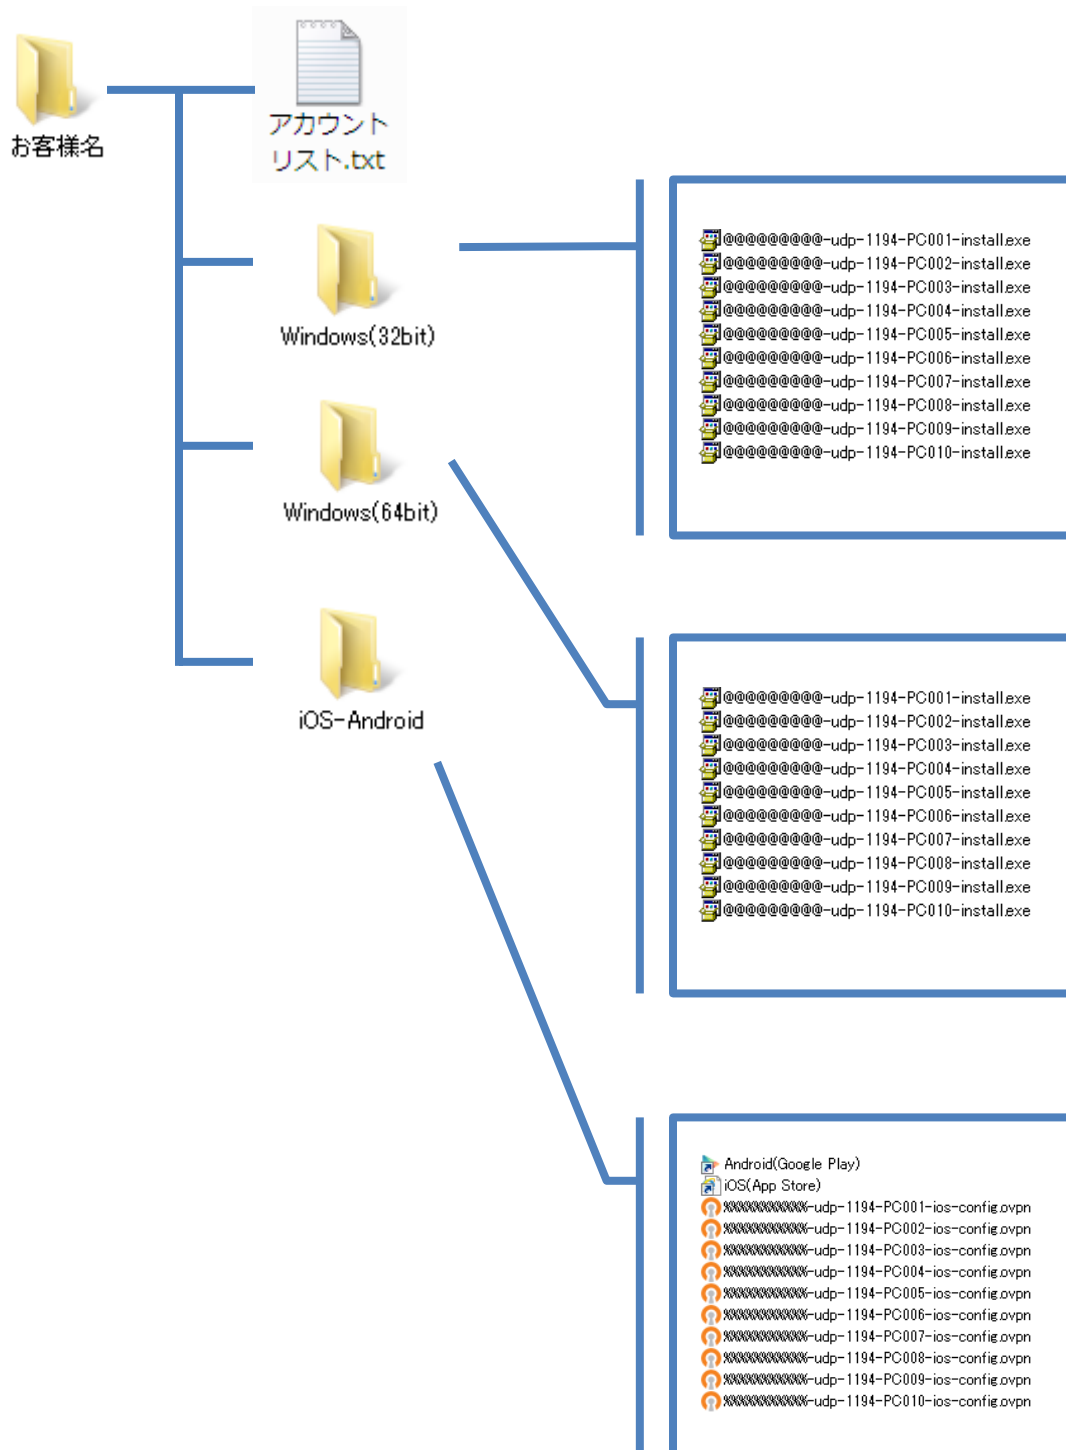 お客様名
アカウント
リスト.txt
Windows(32bit)
@@@@@@@@@-udp-1194-PC001-install.exe
@@@@@@@@@-udp-1194-PC002-install.exe
@@@@@@@@@-udp-1194-PC003-install.exe
@@@@@@@@@-udp-1194-PC004-install.exe
@@@@@@@@@-udp-1194-PC005-install.exe
@@@@@@@@@-udp-1194-PC006-install.exe
@@@@@@@@@-udp-1194-PC007-install.exe
@@@@@@@@@-udp-1194-PC008-install.exe
@@@@@@@@@-udp-1194-PC009-install.exe
@@@@@@@@@-udp-1194-PC010-install.exe
Windows(64bit)
@@@@@@@@@-udp-1194-PC001-install.exe
@@@@@@@@@-udp-1194-PC002-install.exe
@@@@@@@@@-udp-1194-PC003-install.exe
@@@@@@@@@-udp-1194-PC004-install.exe
@@@@@@@@@-udp-1194-PC005-install.exe
@@@@@@@@@-udp-1194-PC006-install.exe
@@@@@@@@@-udp-1194-PC007-install.exe
@@@@@@@@@-udp-1194-PC008-install.exe
@@@@@@@@@-udp-1194-PC009-install.exe
@@@@@@@@@-udp-1194-PC010-install.exe
iOS-Android
Android(Google Play)
iOS(App Store)
%%%%%%%%%%-udp-1194-PC001-ios-config.ovpn
%%%%%%%%%%-udp-1194-PC002-ios-config.ovpn
%%%%%%%%%%-udp-1194-PC003-ios-config.ovpn
%%%%%%%%%%-udp-1194-PC004-ios-config.ovpn
%%%%%%%%%%-udp-1194-PC005-ios-config.ovpn
%%%%%%%%%%-udp-1194-PC006-ios-config.ovpn
%%%%%%%%%%-udp-1194-PC007-ios-config.ovpn
%%%%%%%%%%-udp-1194-PC008-ios-config.ovpn
%%%%%%%%%%-udp-1194-PC009-ios-config.ovpn
%%%%%%%%%%-udp-1194-PC010-ios-config.ovpn